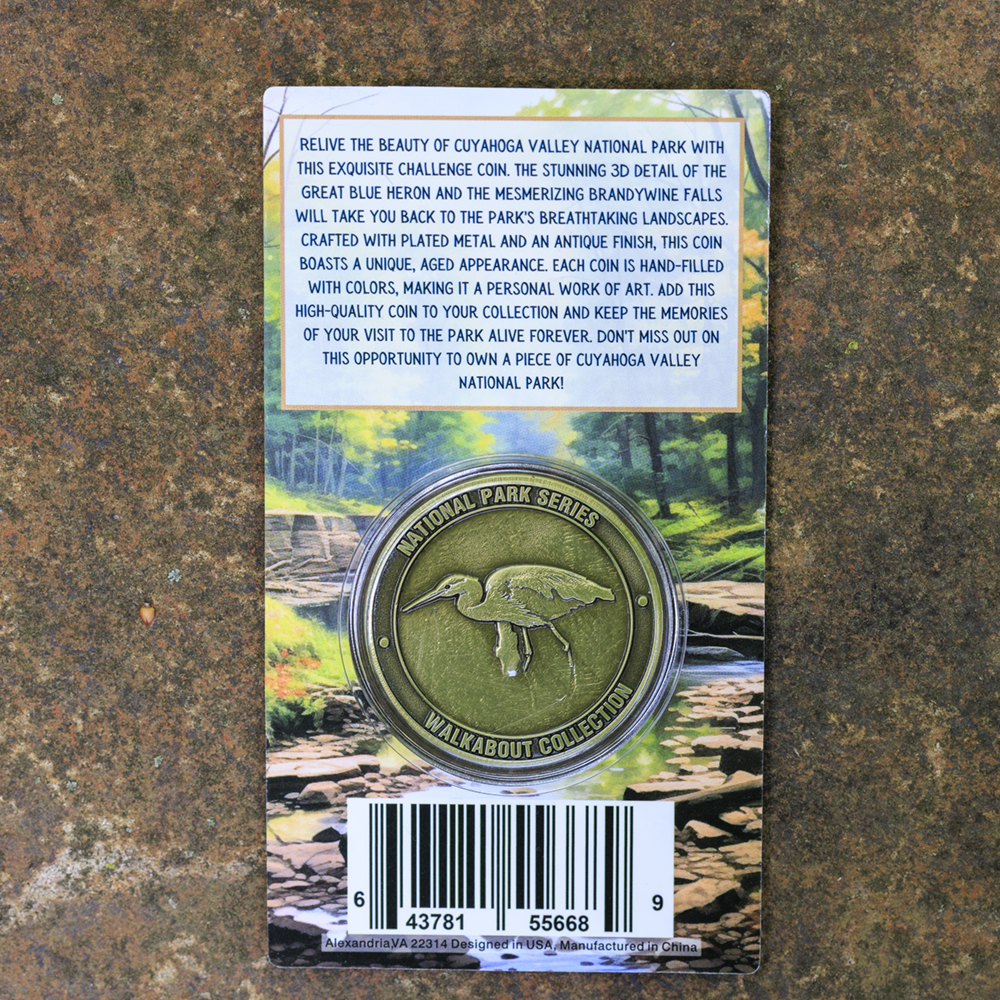 RELIVE THE BEAUTY OF CUYAHOGA VALLEY NATIONAL PARK WITH
THIS EXQUISITE CHALLENGE COIN. THE STUNNING 3D DETAIL OF THE
GREAT BLUE HERON AND THE MESMERIZING BRANDYWINE FALLS
WILL TAKE YOU BACK TO THE PARK'S BREATHTAKING LANDSCAPES.
CRAFTED WITH PLATED METAL AND AN ANTIQUE FINISH, THIS COIN
BOASTS A UNIQUE, AGED APPEARANCE. EACH COIN IS HAND-FILLED
WITH COLORS, MAKING IT A PERSONAL WORK OF ART. ADD THIS
HIGH-QUALITY COIN TO YOUR COLLECTION AND KEEP THE MEMORIES
OF YOUR VISIT TO THE PARK ALIVE FOREVER. DON'T MISS OUT ON
THIS OPPORTUNITY TO OWN A PIECE OF CUYAHOGA VALLEY
NATIONAL PARK!
NATIONAL PARK SERIES
WALKABOUT COLLECTION
6 43781 55668 9
Alexandria,VA 22314 Designed in USA, Manufactured in China